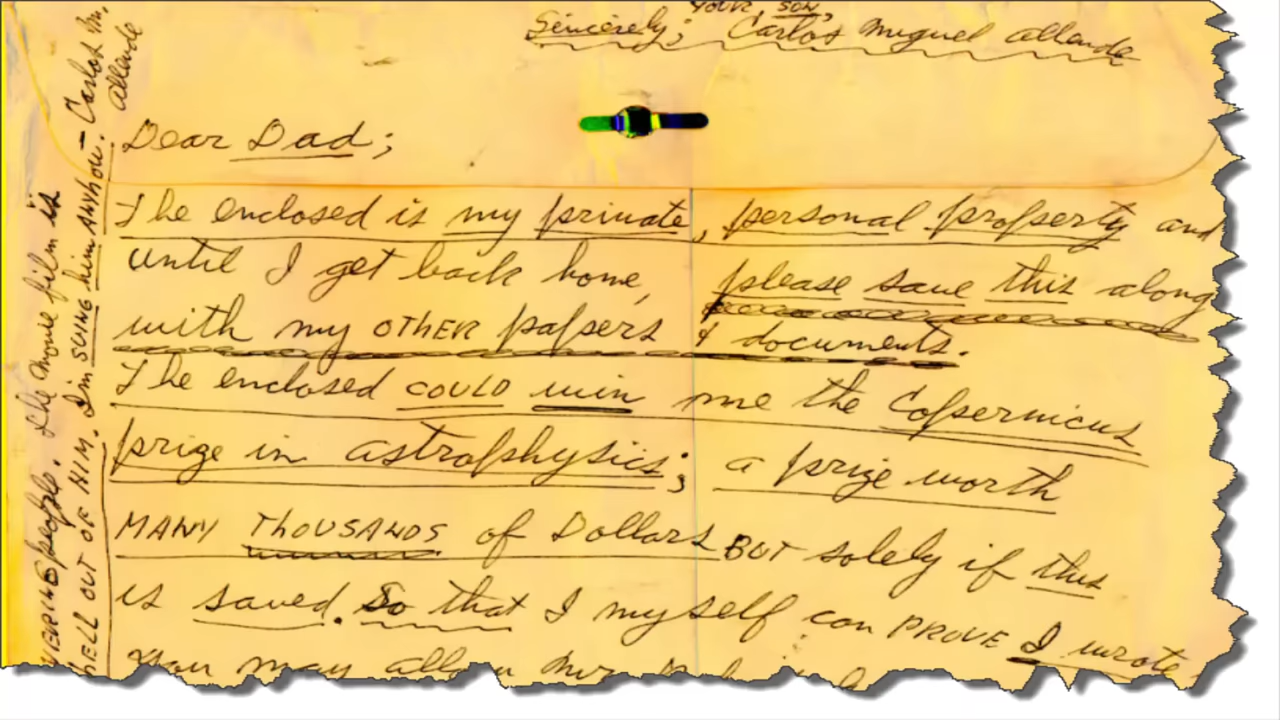 YOUR SON,
Sincerely; Carlos Miguel Allende
Dear Dad;
The enclosed is my private, personal property and
until I get back home, please save this along
with my OTHER papers & documents.
The enclosed COULD win me the Copernicus
prize in astrophysics; a prize worth
MANY THOUSANDS of Dollars BUT solely if this
is saved. So that I myself can PROVE I wrote
You may
people. The movie film is
HELL OUT OF HIM. I'm SUING him ANYhow. - Carlos M.
Allende